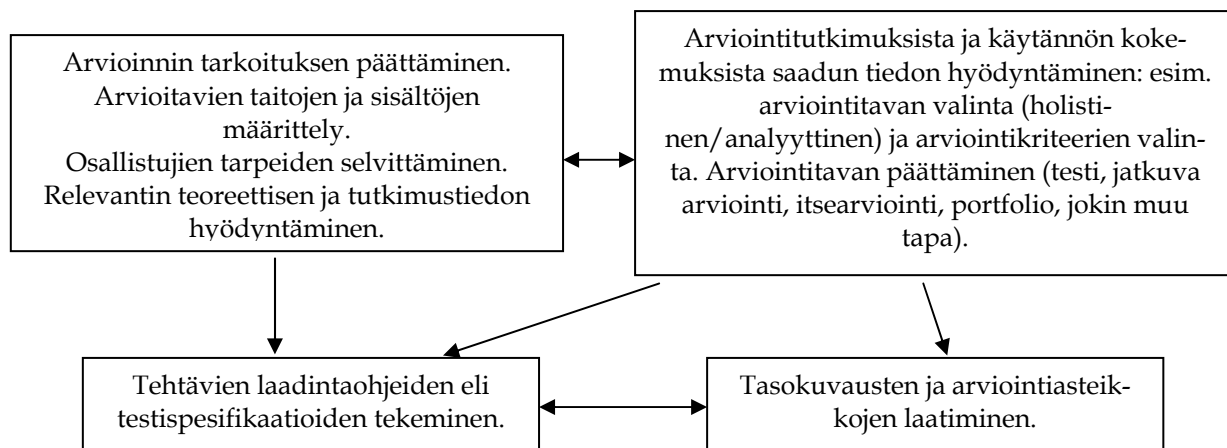 Arvioinnin tarkoituksen päättäminen.
Arvioitavien taitojen ja sisältöjen
määrittely.
Osallistujien tarpeiden selvittäminen.
Relevantin teoreettisen ja tutkimustiedon
hyödyntäminen.
Arviointitutkimuksista ja käytännön koke-
muksista saadun tiedon hyödyntäminen: esim.
arviointitavan valinta (holisti-
nen/analyyttinen) ja arviointikriteerien valin-
ta. Arviointitavan päättäminen (testi, jatkuva
arviointi, itsearviointi, portfolio, jokin muu
tapa).
Tehtävien laadintaohjeiden eli
testispesifikaatioiden tekeminen.
Tasokuvausten ja arviointiasteik-
kojen laatiminen.